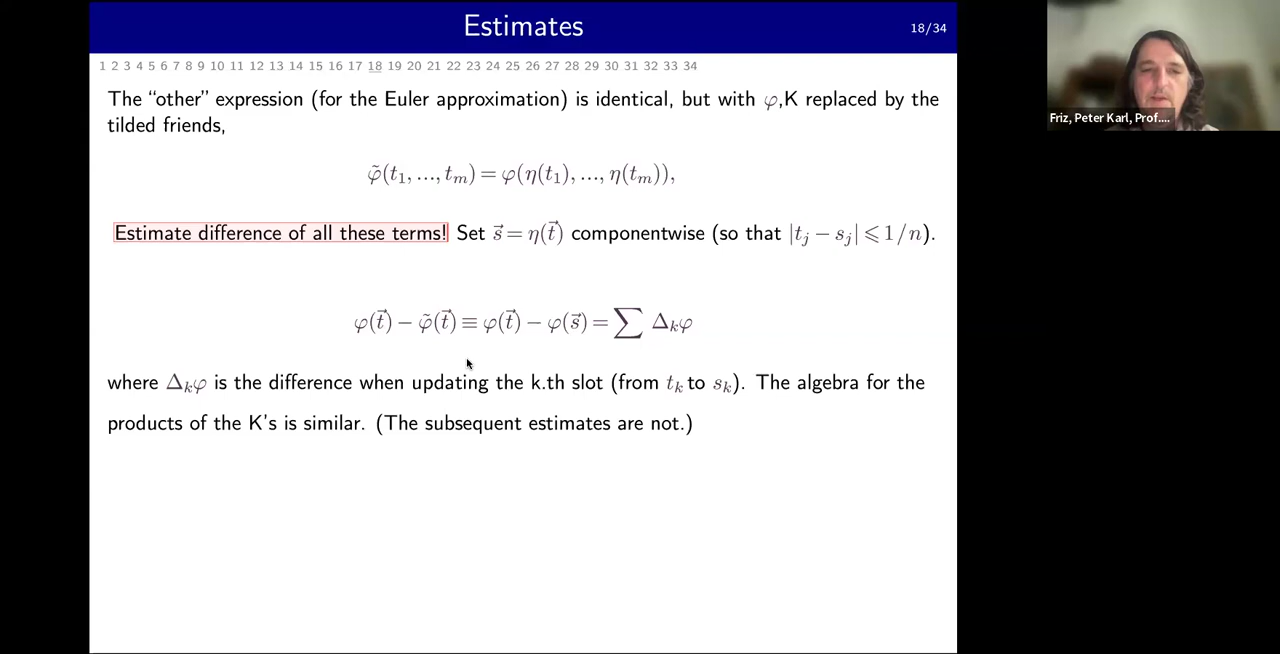 Estimates
18/34
1 2 3 4 5 6 7 8 9 10 11 12 13 14 15 16 17 18 19 20 21 22 23 24 25 26 27 28 29 30 31 32 33 34
The “other” expression (for the Euler approximation) is identical, but with φ,K replaced by the
tilded friends,
φ̃(t₁, ..., tₘ) = φ(η(t₁), ..., η(tₘ)),
Estimate difference of all these terms! Set s⃗ = η(t⃗) componentwise (so that |tⱼ − sⱼ| ⩽ 1/n).
φ(t⃗) − φ̃(t⃗) ≡ φ(t⃗) − φ(s⃗) = ∑ Δₖφ
where Δₖφ is the difference when updating the k.th slot (from tₖ to sₖ). The algebra for the
products of the K's is similar. (The subsequent estimates are not.)
Friz, Peter Karl, Prof....